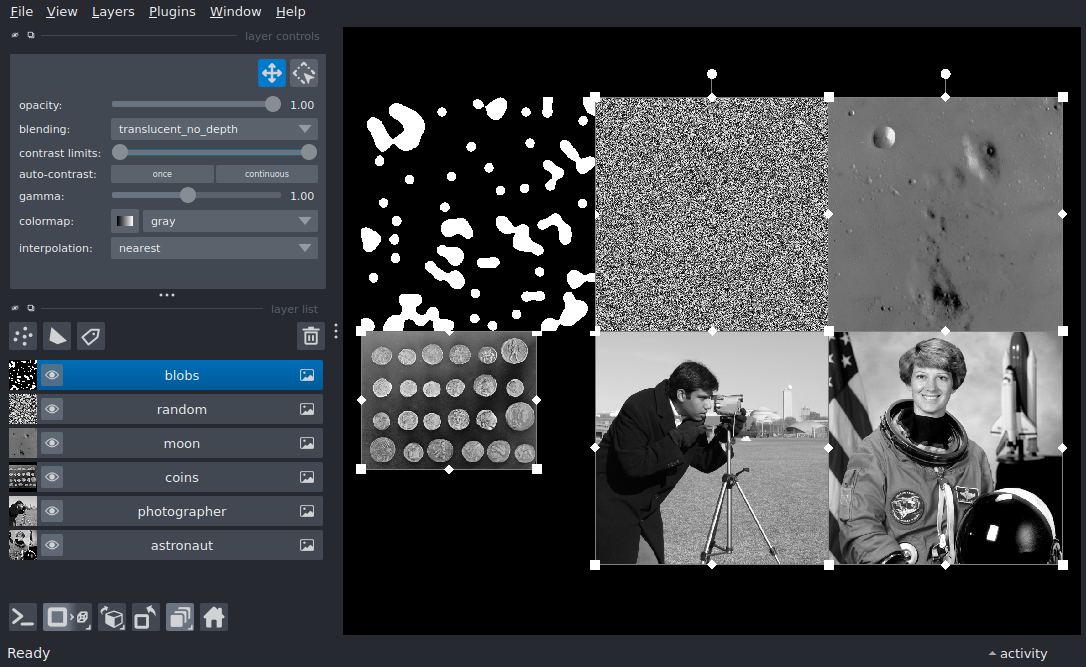 File View Layers Plugins Window Help
layer controls
opacity: 1.00
blending: translucent_no_depth
contrast limits:
auto-contrast: once continuous
gamma: 1.00
colormap: gray
interpolation: nearest
layer list
blobs
random
moon
coins
photographer
astronaut
Ready activity